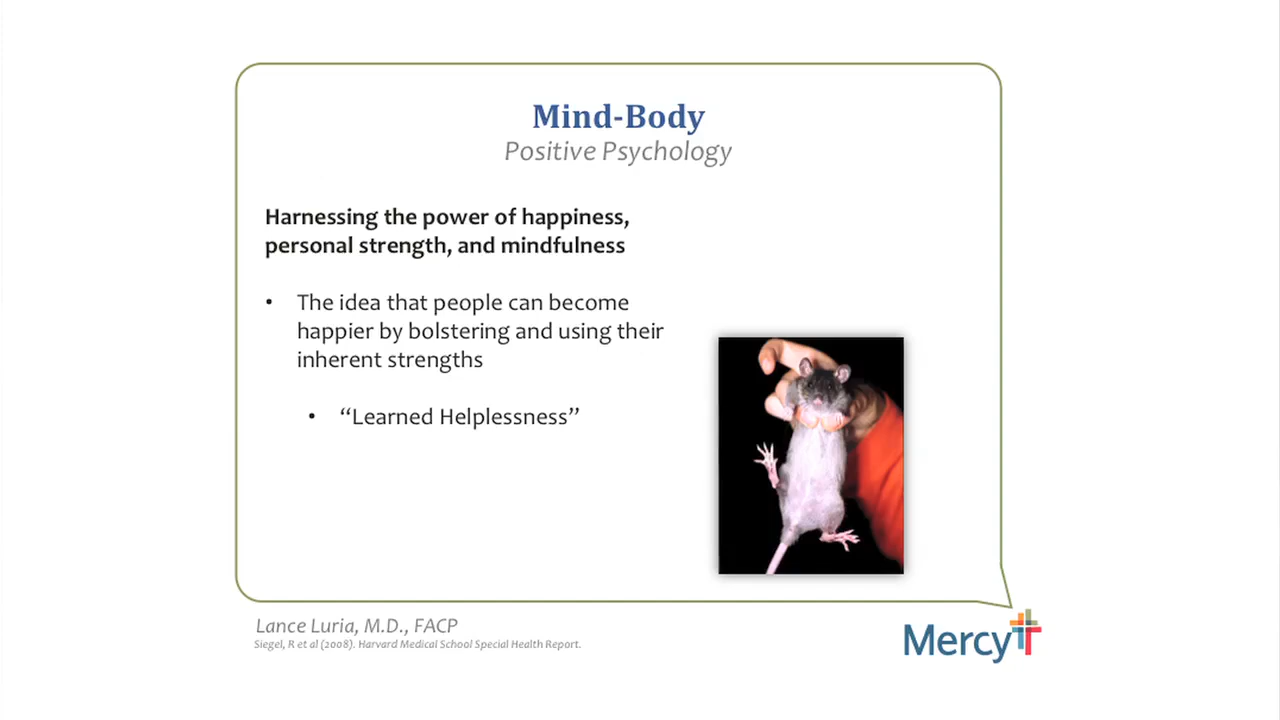 Mind-Body
Positive Psychology
Harnessing the power of happiness,
personal strength, and mindfulness
• The idea that people can become
happier by bolstering and using their
inherent strengths
• “Learned Helplessness”
Lance Luria, M.D., FACP
Siegel, R et al (2008). Harvard Medical School Special Health Report.
Mercy